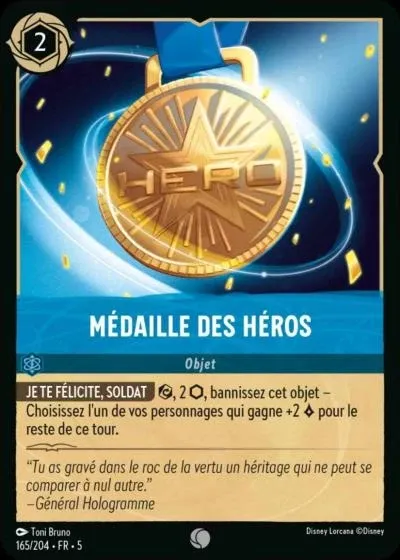 2
HERO
MÉDAILLE DES HÉROS
Objet
JE TE FÉLICITE, SOLDAT , 2 , bannissez cet objet –
Choisissez l'un de vos personnages qui gagne +2 pour le
reste de ce tour.
“Tu as gravé dans le roc de la vertu un héritage qui ne peut se
comparer à nul autre.”
–Général Hologramme
Toni Bruno
Disney Lorcana ©Disney
165/204 • FR • 5